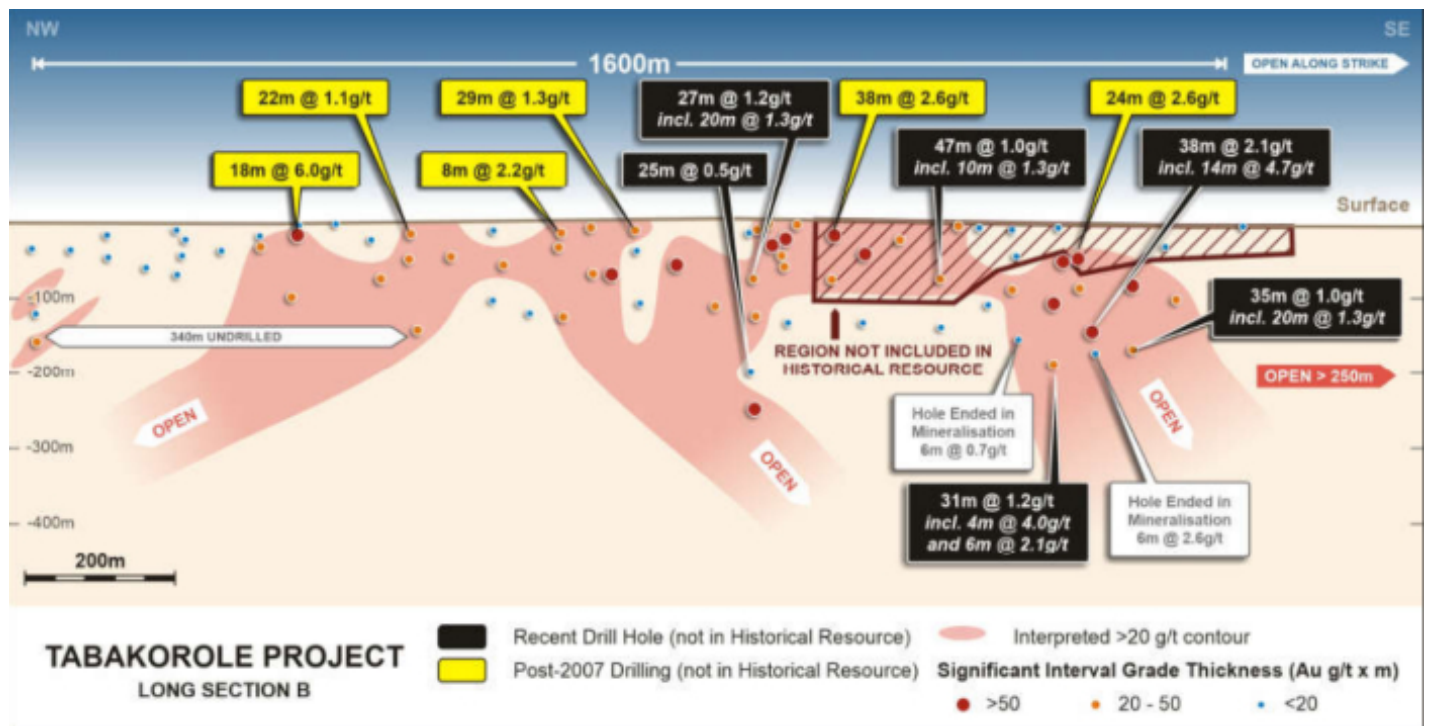 NW
SE
1600m
OPEN ALONG STRIKE
22m @ 1.1g/t
29m @ 1.3g/t
27m @ 1.2g/t
incl. 20m @ 1.3g/t
38m @ 2.6g/t
24m @ 2.6g/t
18m @ 6.0g/t
8m @ 2.2g/t
25m @ 0.5g/t
47m @ 1.0g/t
incl. 10m @ 1.3g/t
38m @ 2.1g/t
incl. 14m @ 4.7g/t
Surface
-100m
340m UNDRILLED
REGION NOT INCLUDED IN
HISTORICAL RESOURCE
35m @ 1.0g/t
incl. 20m @ 1.3g/t
-200m
OPEN > 250m
OPEN
OPEN
OPEN
Hole Ended in
Mineralisation
6m @ 0.7g/t
-300m
31m @ 1.2g/t
incl. 4m @ 4.0g/t
and 6m @ 2.1g/t
Hole Ended in
Mineralisation
6m @ 2.6g/t
-400m
200m
TABAKOROLE PROJECT
LONG SECTION B
Recent Drill Hole (not in Historical Resource)
Post-2007 Drilling (not in Historical Resource)
Interpreted >20 g/t contour
Significant Interval Grade Thickness (Au g/t x m)
>50
20 - 50
<20